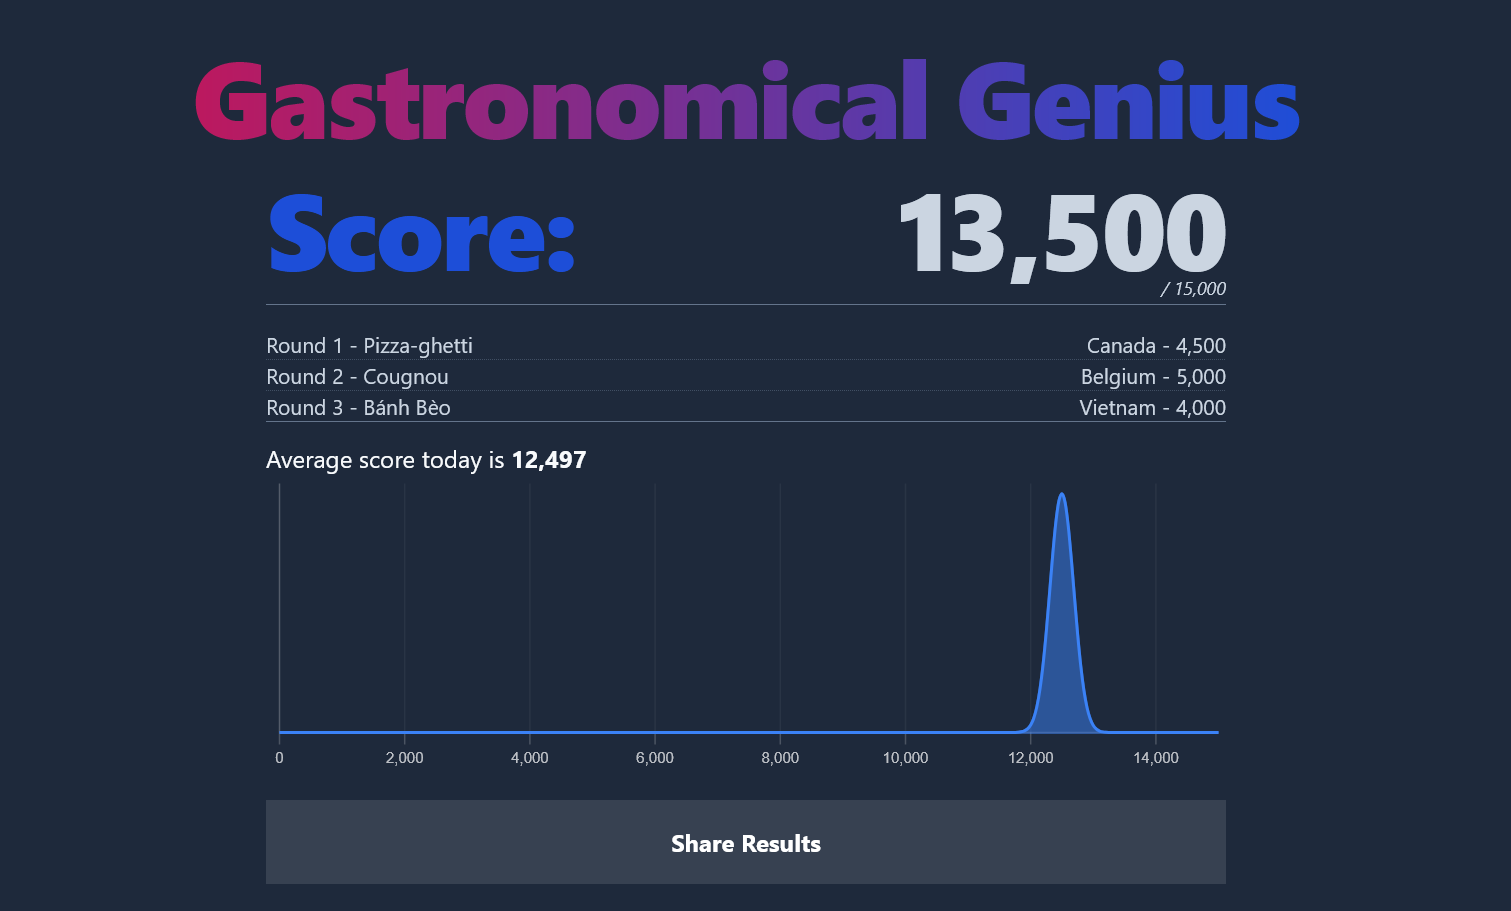 Gastronomical Genius
Score: 13,500
/ 15,000
Round 1 - Pizza-ghetti Canada - 4,500
Round 2 - Cougnou Belgium - 5,000
Round 3 - Bánh Bèo Vietnam - 4,000
Average score today is 12,497
0 2,000 4,000 6,000 8,000 10,000 12,000 14,000
Share Results